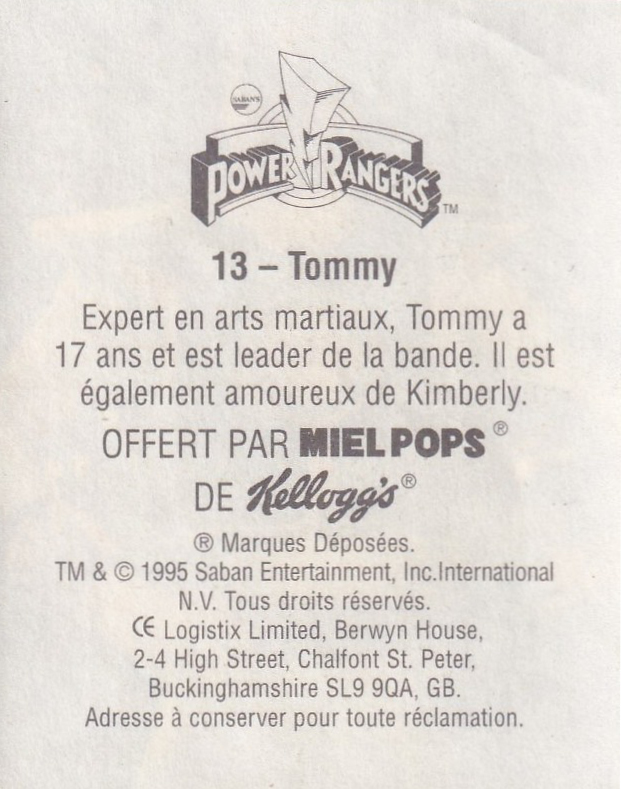 SABAN'S
POWER RANGERS TM
13 – Tommy
Expert en arts martiaux, Tommy a
17 ans et est leader de la bande. Il est
également amoureux de Kimberly.
OFFERT PAR MIEL POPS ®
DE Kellogg's ®
® Marques Déposées.
TM & © 1995 Saban Entertainment, Inc.International
N.V. Tous droits réservés.
CE Logistix Limited, Berwyn House,
2-4 High Street, Chalfont St. Peter,
Buckinghamshire SL9 9QA, GB.
Adresse à conserver pour toute réclamation.